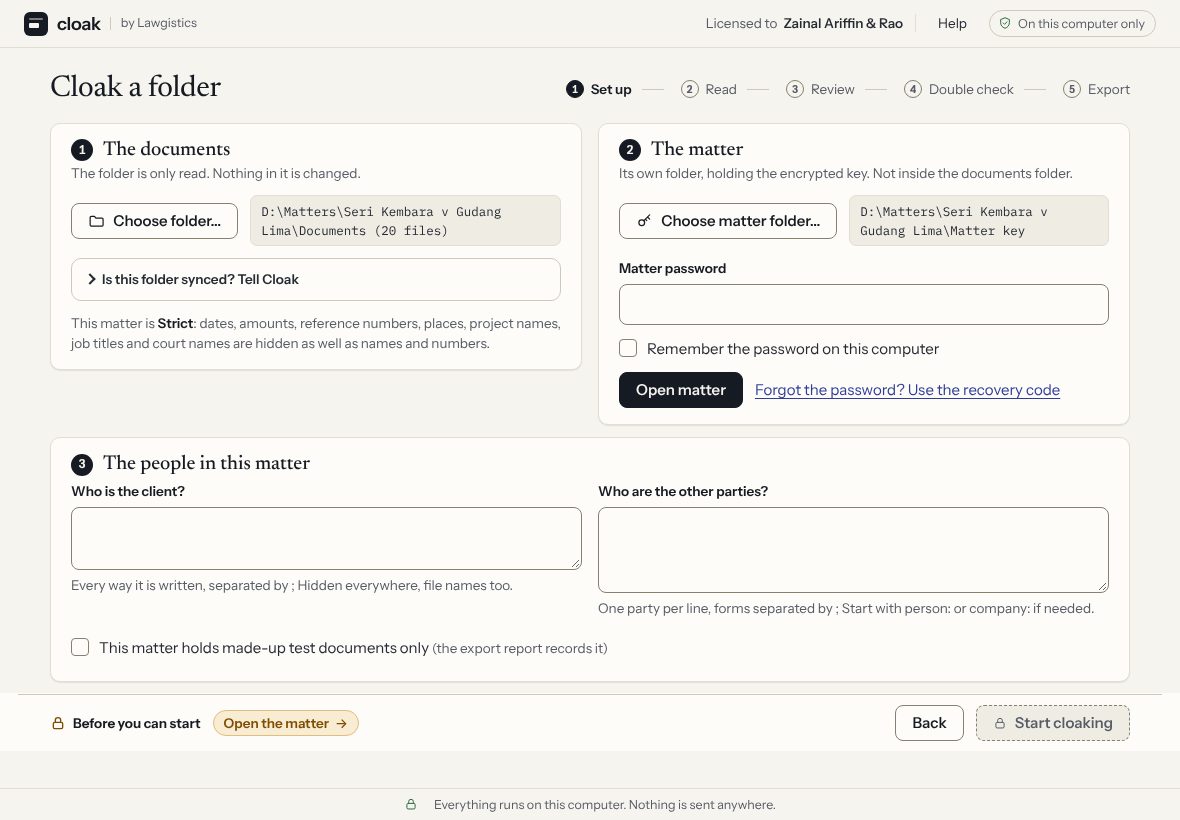 cloak
by Lawgistics
Licensed to Zainal Ariffin & Rao
Help
On this computer only
Cloak a folder
1 Set up
2 Read
3 Review
4 Double check
5 Export
1 The documents
The folder is only read. Nothing in it is changed.
Choose folder...
D:\Matters\Seri Kembara v Gudang
Lima\Documents (20 files)
Is this folder synced? Tell Cloak
This matter is Strict: dates, amounts, reference numbers, places, project names,
job titles and court names are hidden as well as names and numbers.
2 The matter
Its own folder, holding the encrypted key. Not inside the documents folder.
Choose matter folder...
D:\Matters\Seri Kembara v
Gudang Lima\Matter key
Matter password
Remember the password on this computer
Open matter
Forgot the password? Use the recovery code
3 The people in this matter
Who is the client?
Every way it is written, separated by ; Hidden everywhere, file names too.
Who are the other parties?
One party per line, forms separated by ; Start with person: or company: if needed.
This matter holds made-up test documents only (the export report records it)
Before you can start
Open the matter →
Back
Start cloaking
Everything runs on this computer. Nothing is sent anywhere.